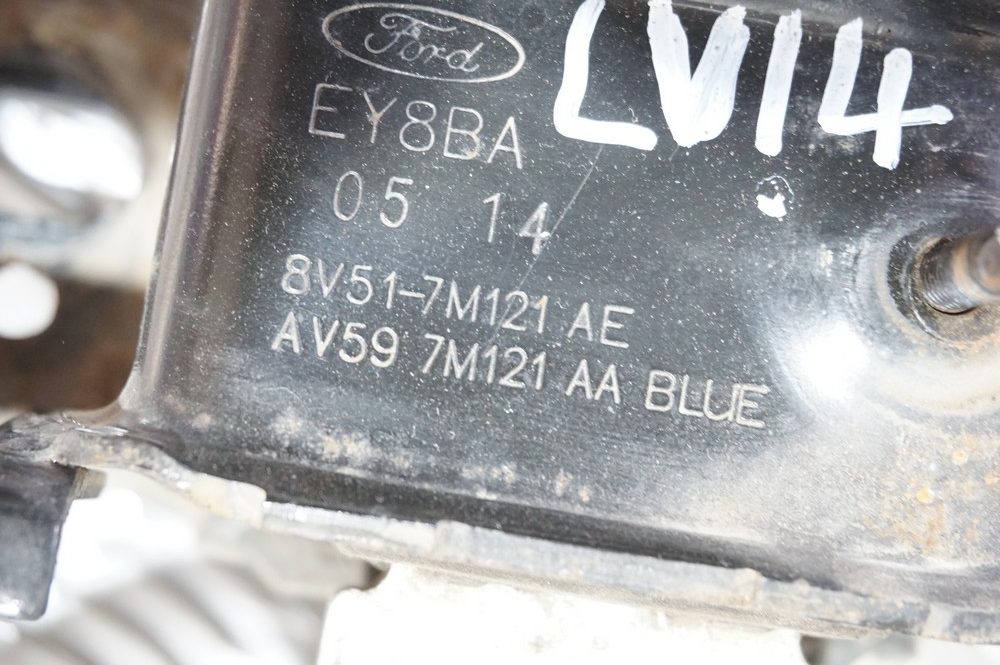 Ford
LV14
EY8BA
05 14
8V51-7M121 AE
AV59 7M121 AA BLUE